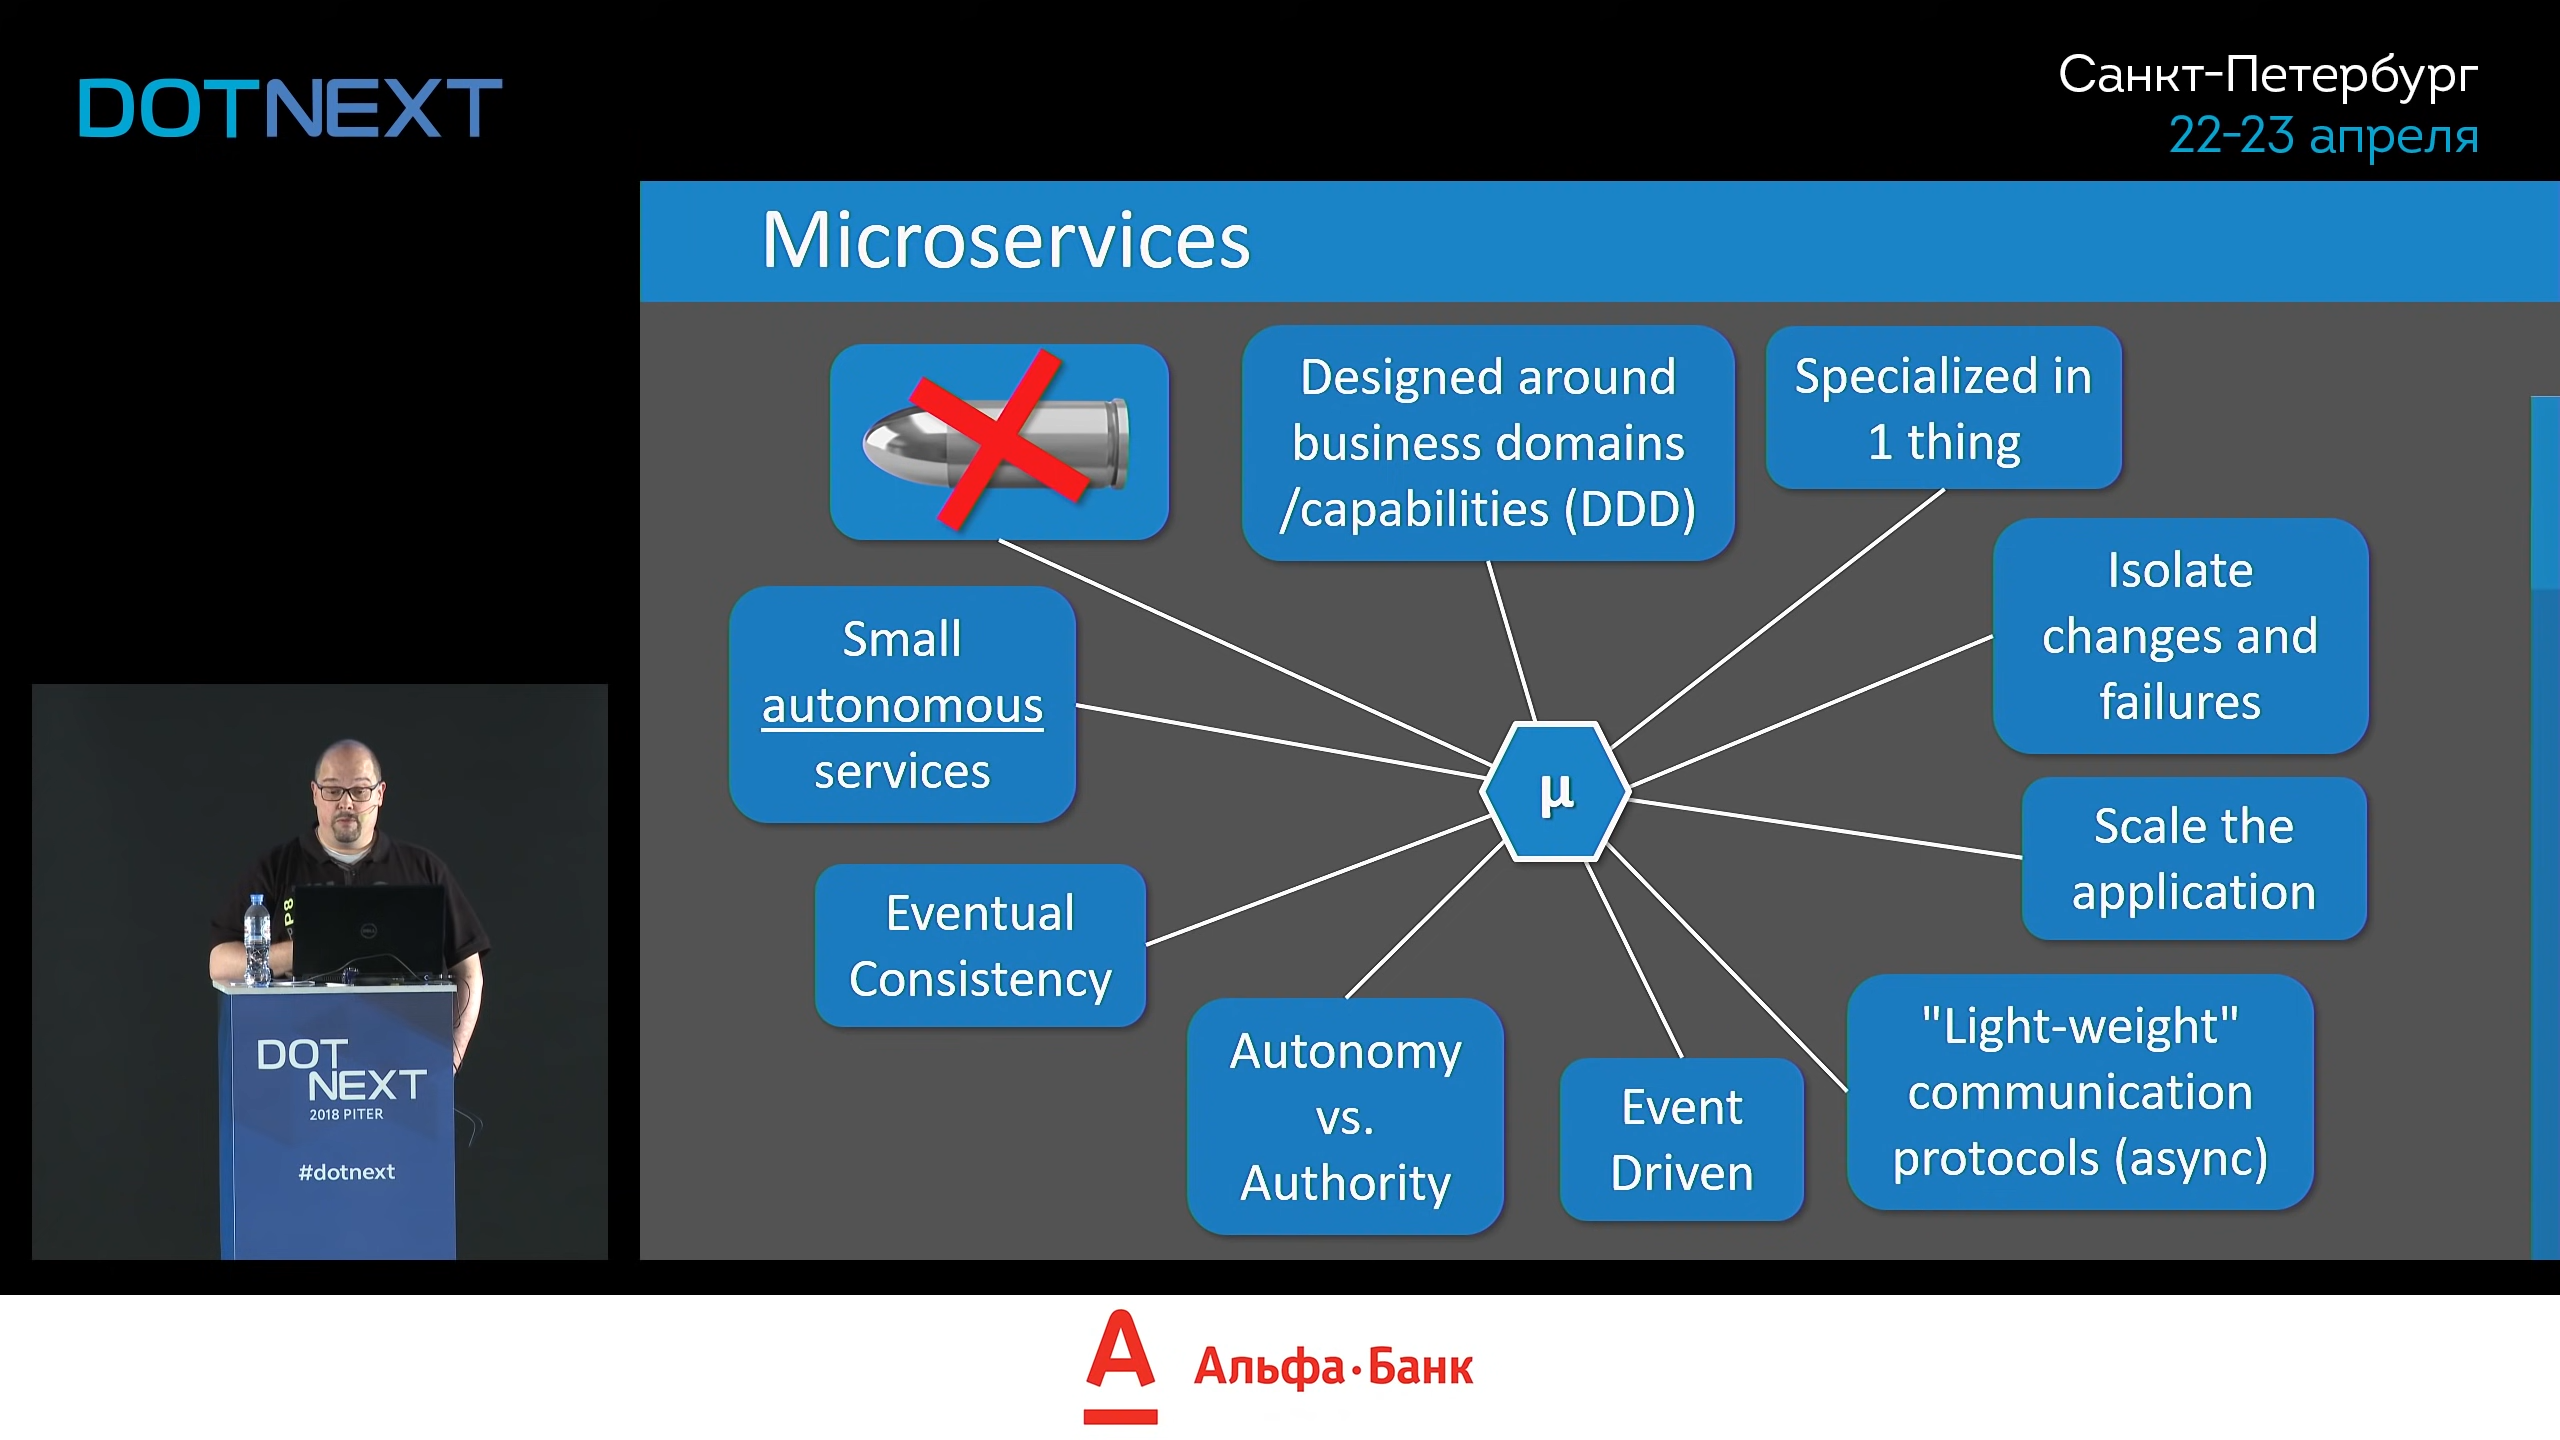 DOTNEXT
Санкт-Петербург
22-23 апреля
Microservices
Designed around
business domains
/capabilities (DDD)
Specialized in
1 thing
Isolate
changes and
failures
Small
autonomous
services
µ
Scale the
application
Eventual
Consistency
Autonomy
vs.
Authority
Event
Driven
"Light-weight"
communication
protocols (async)
DELL
DOT
NEXT
2018 PITER
#dotnext
Альфа·Банк